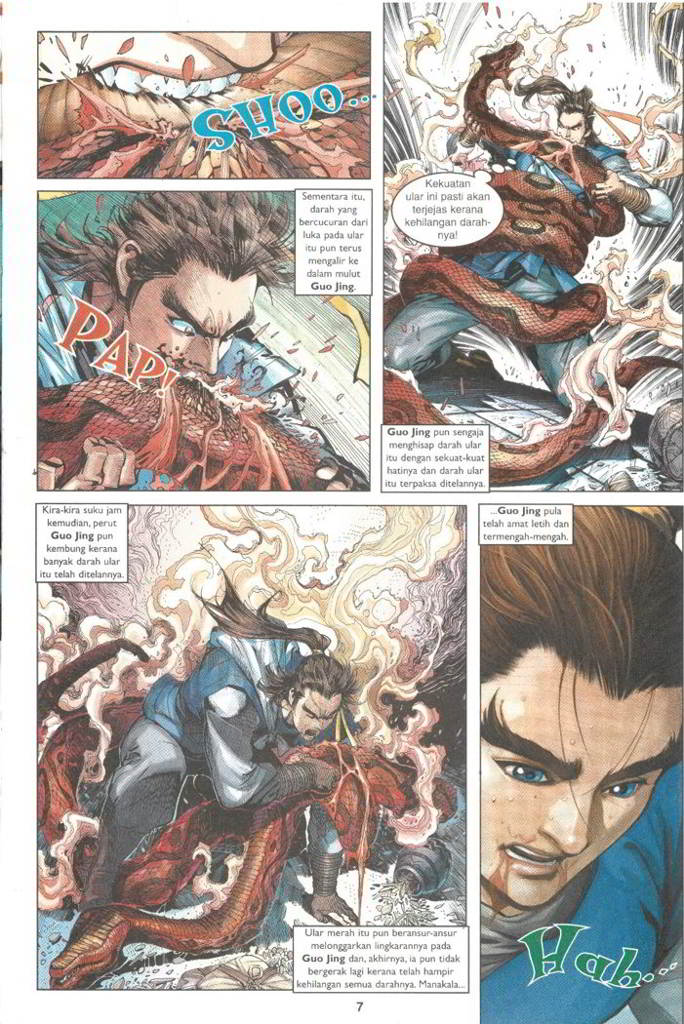 SHOO...
Kekuatan
ular ini pasti akan
terjejas kerana
kehilangan darah-
nya!
Sementara itu,
darah yang
bercucuran dari
luka pada ular
itu pun terus
mengalir ke
dalam mulut
Guo Jing.
PAP!
Guo Jing pun sengaja
menghisap darah ular
itu dengan sekuat-kuat
hatinya dan darah ular
itu terpaksa ditelannya.
Kira-kira suku jam
kemudian, perut
Guo Jing pun
kembung kerana
banyak darah ular
itu telah ditelannya.
Ular merah itu pun beransur-ansur
melonggarkan lingkarannya pada
Guo Jing dan, akhirnya, ia pun tidak
bergerak lagi kerana telah hampir
kehilangan semua darahnya. Manakala...
...Guo Jing pula
telah amat letih dan
termengah-mengah.
Hah...
7